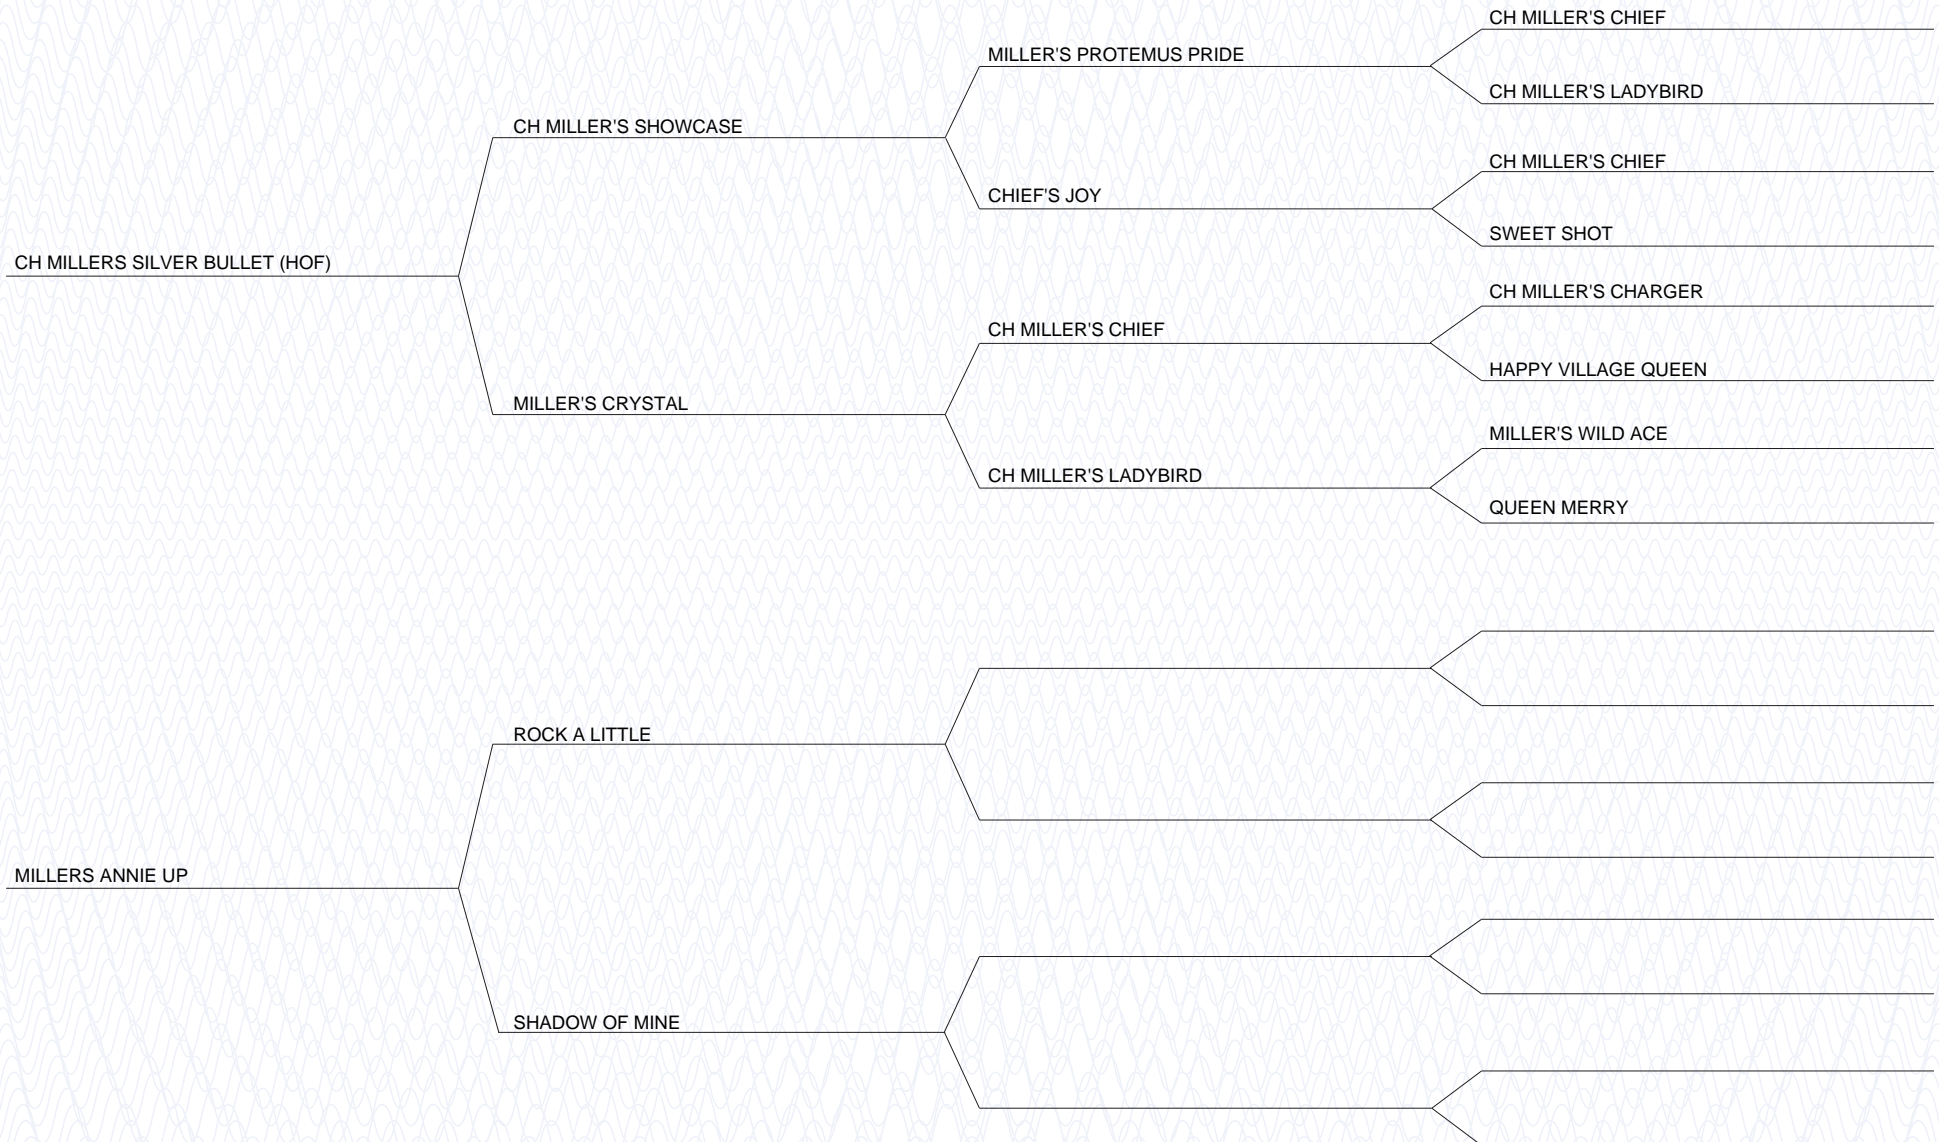 CH MILLER'S CHIEF
MILLER'S PROTEMUS PRIDE
CH MILLER'S LADYBIRD
CH MILLER'S SHOWCASE
CH MILLER'S CHIEF
CHIEF'S JOY
SWEET SHOT
CH MILLERS SILVER BULLET (HOF)
CH MILLER'S CHARGER
CH MILLER'S CHIEF
HAPPY VILLAGE QUEEN
MILLER'S CRYSTAL
MILLER'S WILD ACE
CH MILLER'S LADYBIRD
QUEEN MERRY
ROCK A LITTLE
MILLERS ANNIE UP
SHADOW OF MINE